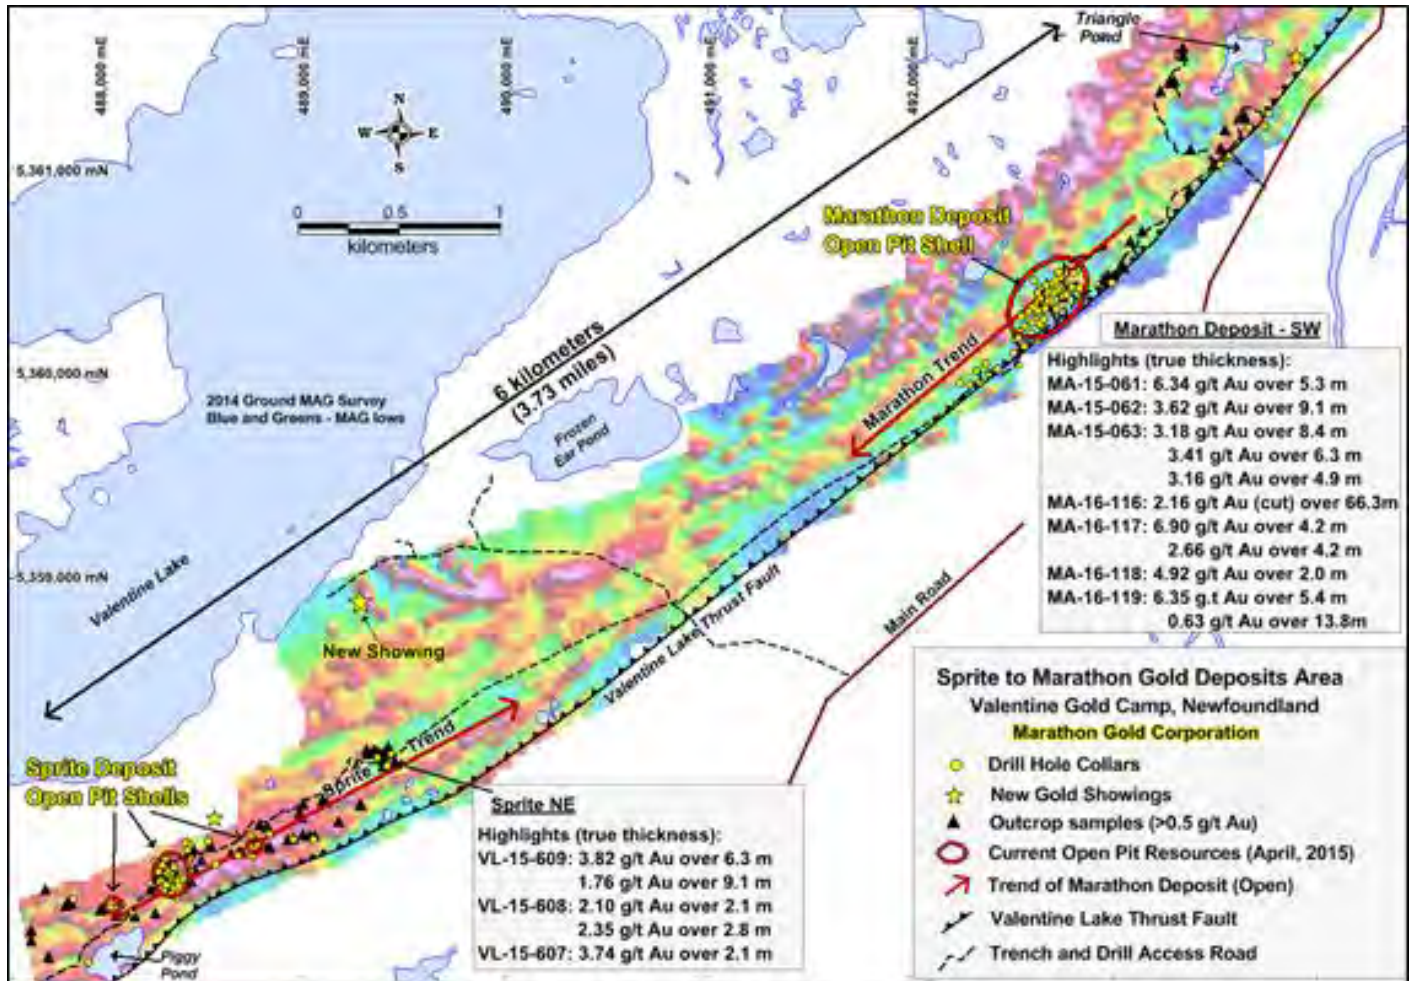 488,000 mE
489,000 mE
490,000 mE
491,000 mE
492,000 mE
Triangle
Pond
N
W E
S
5,361,000 mN
0 0.5 1
kilometers
Marathon Deposit
Open Pit Shell
6 kilometers
(3.73 miles)
5,360,000 mN
2014 Ground MAG Survey
Blue and Greens - MAG lows
Frozen
Ear Pond
Marathon Trend
Marathon Deposit - SW
Highlights (true thickness):
MA-15-061: 6.34 g/t Au over 5.3 m
MA-15-062: 3.62 g/t Au over 9.1 m
MA-15-063: 3.18 g/t Au over 8.4 m
3.41 g/t Au over 6.3 m
3.16 g/t Au over 4.9 m
MA-16-116: 2.16 g/t Au (cut) over 66.3m
MA-16-117: 6.90 g/t Au over 4.2 m
2.66 g/t Au over 4.2 m
MA-16-118: 4.92 g/t Au over 2.0 m
MA-16-119: 6.35 g.t Au over 5.4 m
0.63 g/t Au over 13.8m
5,359,000 mN
Valentine Lake
New Showing
Valentine Lake Thrust Fault
Main Road
Sprite Trend
Sprite Deposit
Open Pit Shells
Sprite NE
Highlights (true thickness):
VL-15-609: 3.82 g/t Au over 6.3 m
1.76 g/t Au over 9.1 m
VL-15-608: 2.10 g/t Au over 2.1 m
2.35 g/t Au over 2.8 m
VL-15-607: 3.74 g/t Au over 2.1 m
Piggy
Pond
Sprite to Marathon Gold Deposits Area
Valentine Gold Camp, Newfoundland
Marathon Gold Corporation
Drill Hole Collars
New Gold Showings
Outcrop samples (>0.5 g/t Au)
Current Open Pit Resources (April, 2015)
Trend of Marathon Deposit (Open)
Valentine Lake Thrust Fault
Trench and Drill Access Road